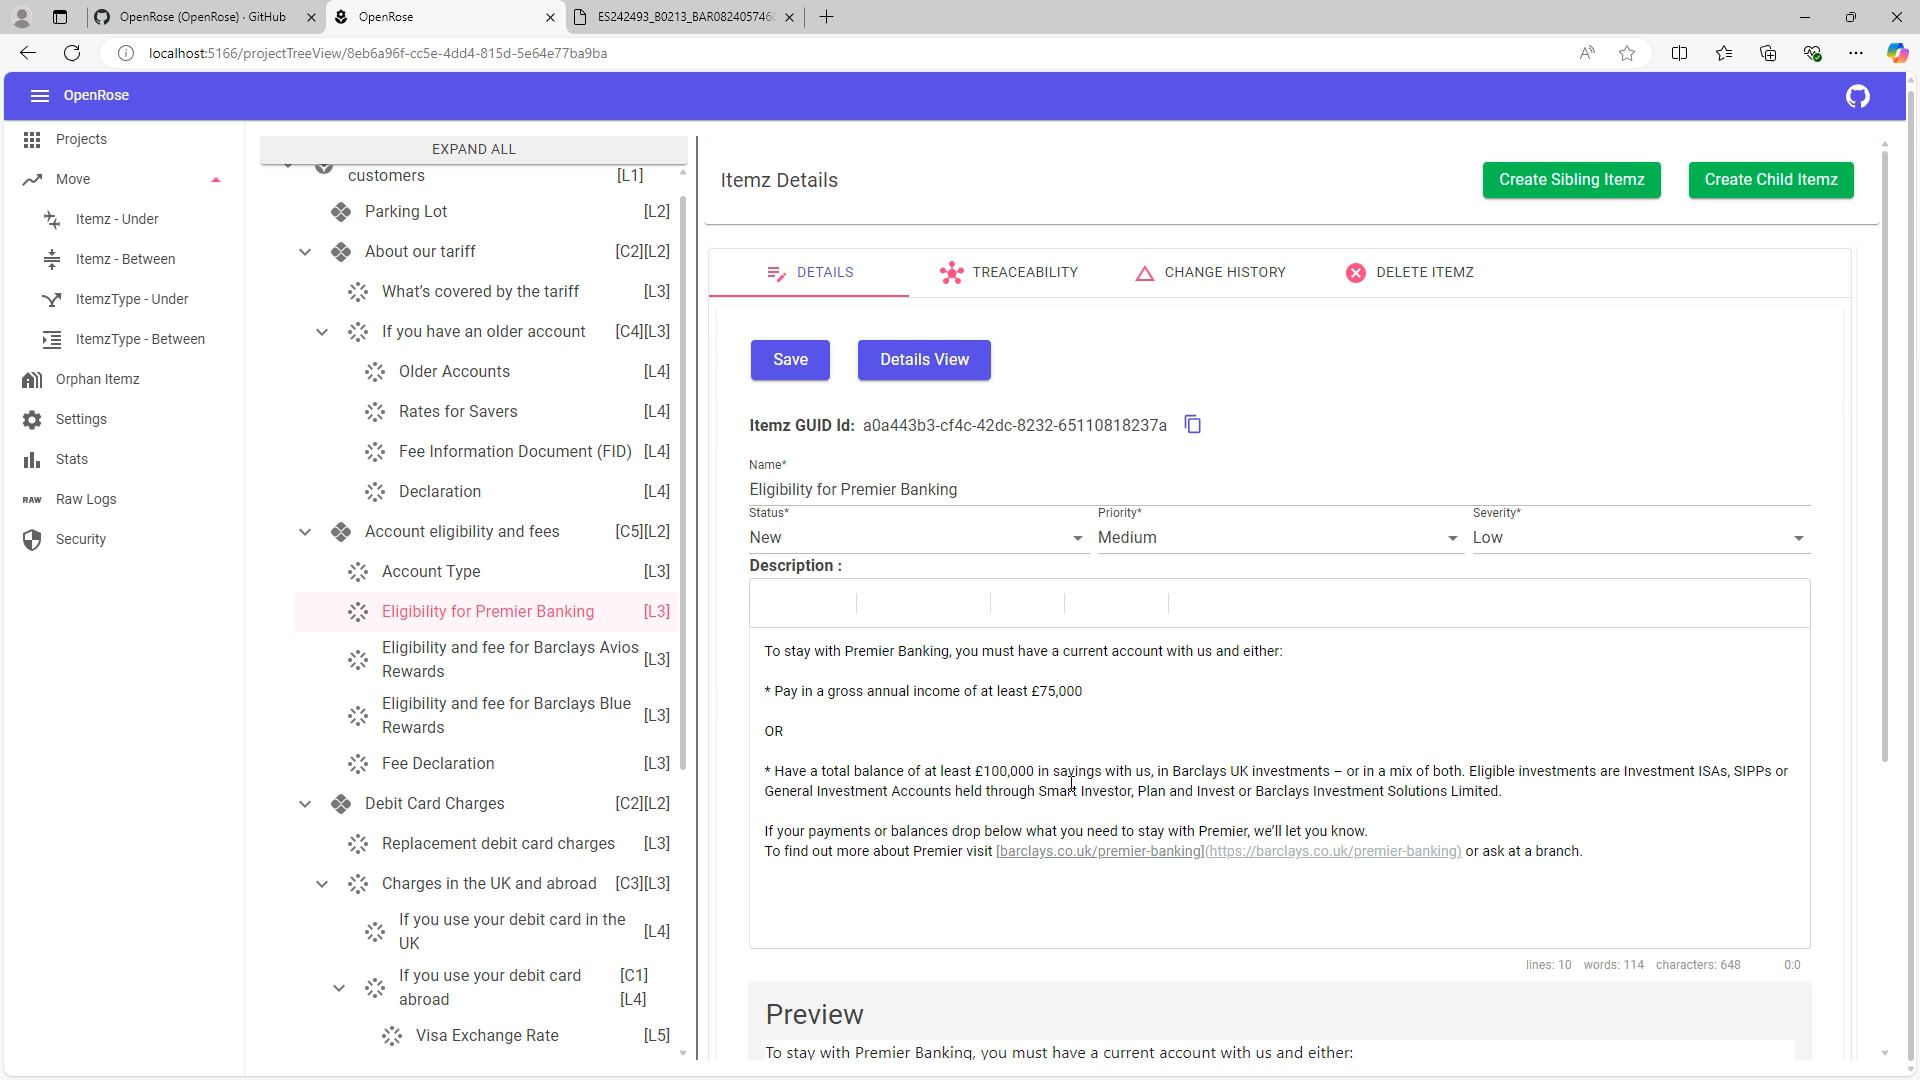 OpenRose (OpenRose) · GitHub
OpenRose
ES242493_B0213_BAR082405746
localhost:5166/projectTreeView/8eb6a96f-cc5e-4dd4-815d-5e64e77ba9ba
OpenRose
Projects
Move
Itemz - Under
Itemz - Between
ItemzType - Under
ItemzType - Between
Orphan Itemz
Settings
Stats
RAW Raw Logs
Security
EXPAND ALL
customers [L1]
Parking Lot [L2]
About our tariff [C2][L2]
What's covered by the tariff [L3]
If you have an older account [C4][L3]
Older Accounts [L4]
Rates for Savers [L4]
Fee Information Document (FID) [L4]
Declaration [L4]
Account eligibility and fees [C5][L2]
Account Type [L3]
Eligibility for Premier Banking [L3]
Eligibility and fee for Barclays Avios
Rewards [L3]
Eligibility and fee for Barclays Blue
Rewards [L3]
Fee Declaration [L3]
Debit Card Charges [C2][L2]
Replacement debit card charges [L3]
Charges in the UK and abroad [C3][L3]
If you use your debit card in the
UK [L4]
If you use your debit card [C1]
abroad [L4]
Visa Exchange Rate [L5]
Itemz Details
Create Sibling Itemz
Create Child Itemz
DETAILS
TRACEABILITY
CHANGE HISTORY
DELETE ITEMZ
Save
Details View
Itemz GUID Id: a0a443b3-cf4c-42dc-8232-65110818237a
Name*
Eligibility for Premier Banking
Status* Priority* Severity*
New Medium Low
Description :
To stay with Premier Banking, you must have a current account with us and either:
* Pay in a gross annual income of at least £75,000
OR
* Have a total balance of at least £100,000 in savings with us, in Barclays UK investments – or in a mix of both. Eligible investments are Investment ISAs, SIPPs or
General Investment Accounts held through Smart Investor, Plan and Invest or Barclays Investment Solutions Limited.
If your payments or balances drop below what you need to stay with Premier, we'll let you know.
To find out more about Premier visit [barclays.co.uk/premier-banking](https://barclays.co.uk/premier-banking) or ask at a branch.
lines: 10 words: 114 characters: 648 0:0
Preview
To stay with Premier Banking, you must have a current account with us and either: